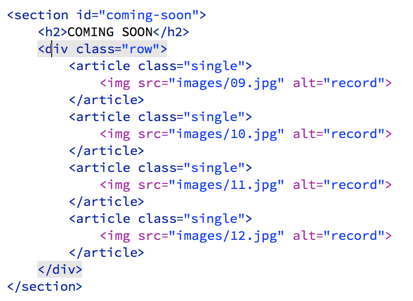 <section id="coming-soon">
<h2>COMING SOON</h2>
<div class="row">
<article class="single">
<img src="images/09.jpg" alt="record">
</article>
<article class="single">
<img src="images/10.jpg" alt="record">
</article>
<article class="single">
<img src="images/11.jpg" alt="record">
</article>
<article class="single">
<img src="images/12.jpg" alt="record">
</article>
</div>
</section>